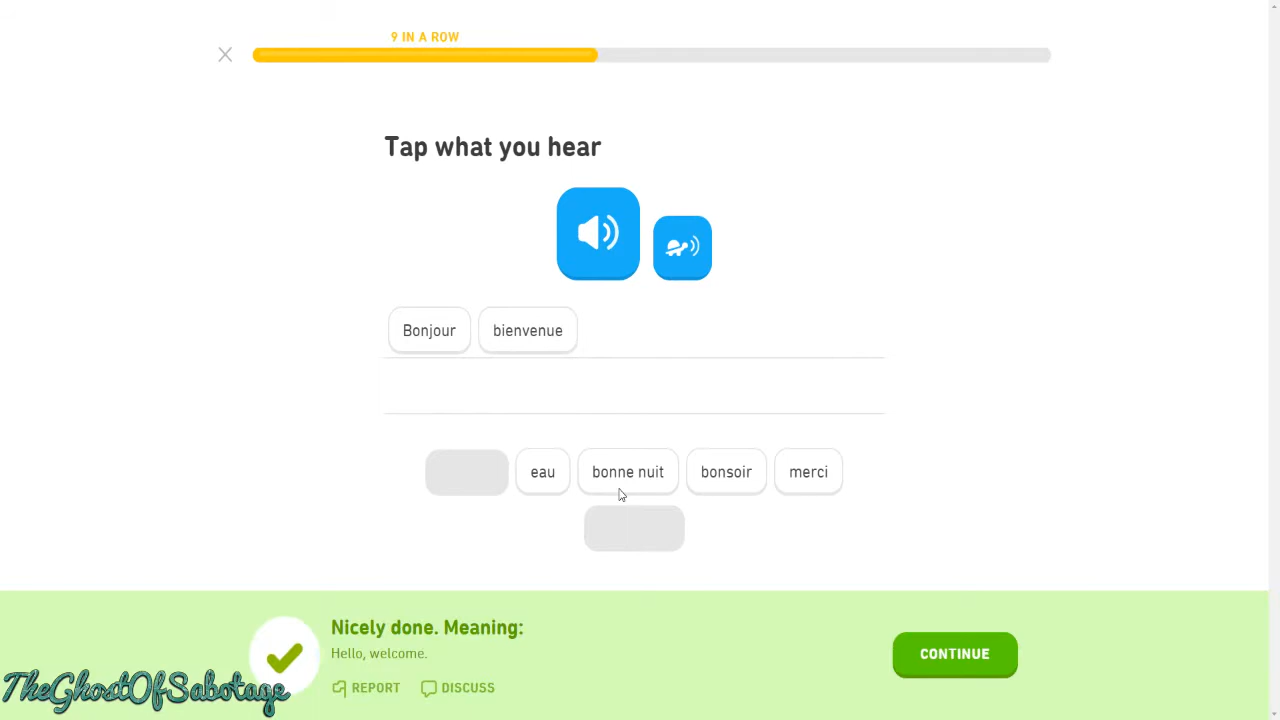 9 IN A ROW
Tap what you hear
Bonjour bienvenue
eau bonne nuit bonsoir merci
Nicely done. Meaning:
Hello, welcome.
REPORT DISCUSS
CONTINUE
TheGhostOfSabotage